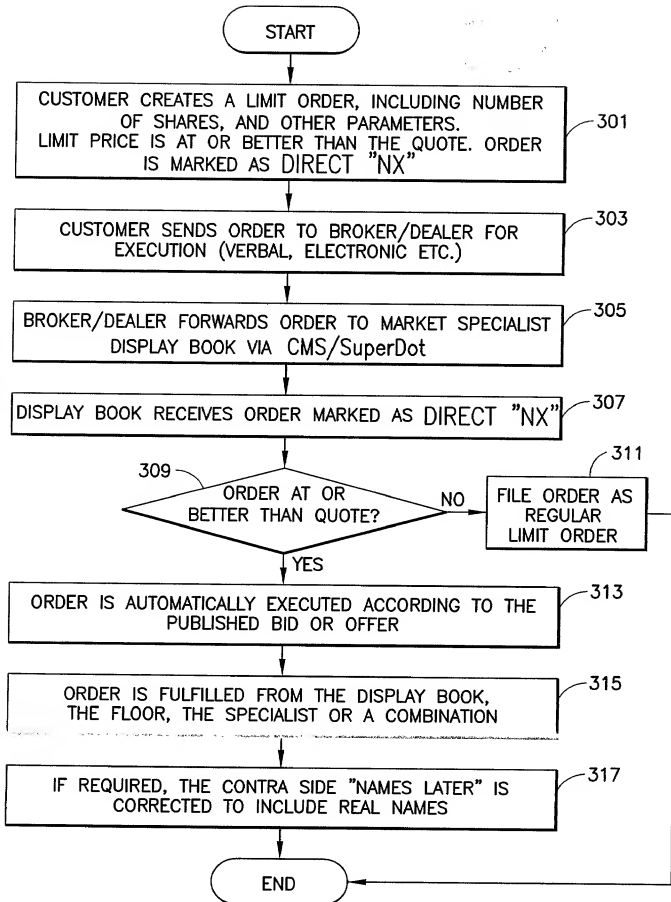 START
CUSTOMER CREATES A LIMIT ORDER, INCLUDING NUMBER
OF SHARES, AND OTHER PARAMETERS.
LIMIT PRICE IS AT OR BETTER THAN THE QUOTE. ORDER
IS MARKED AS DIRECT "NX"
301
CUSTOMER SENDS ORDER TO BROKER/DEALER FOR
EXECUTION (VERBAL, ELECTRONIC ETC.)
303
BROKER/DEALER FORWARDS ORDER TO MARKET SPECIALIST
DISPLAY BOOK VIA CMS/SuperDot
305
DISPLAY BOOK RECEIVES ORDER MARKED AS DIRECT "NX"
307
309
ORDER AT OR
BETTER THAN QUOTE?
NO
311
FILE ORDER AS
REGULAR
LIMIT ORDER
YES
ORDER IS AUTOMATICALLY EXECUTED ACCORDING TO THE
PUBLISHED BID OR OFFER
313
ORDER IS FULFILLED FROM THE DISPLAY BOOK,
THE FLOOR, THE SPECIALIST OR A COMBINATION
315
IF REQUIRED, THE CONTRA SIDE "NAMES LATER" IS
CORRECTED TO INCLUDE REAL NAMES
317
END